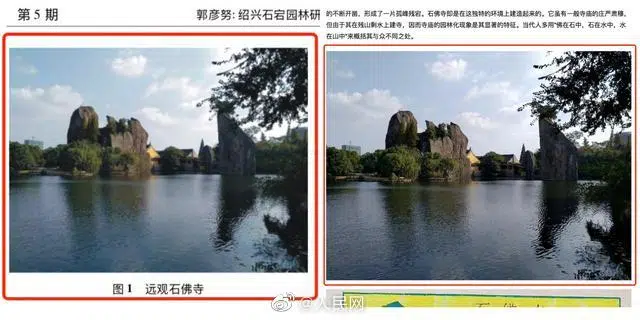 第 5 期
郭彦努:绍兴石宕园林研
图 1 远观石佛寺
的不断开凿，形成了一片孤峰残宕。石佛寺即是在这独特的环境上建造起来的。它虽有一般寺庙的庄严肃穆，
但由于其在残山剩水上建寺，因而寺庙的园林化现象是其显著的特征。当代人多用"佛在石中，石在水中，水
在山中"来概括其与众不同之处。
@人民网